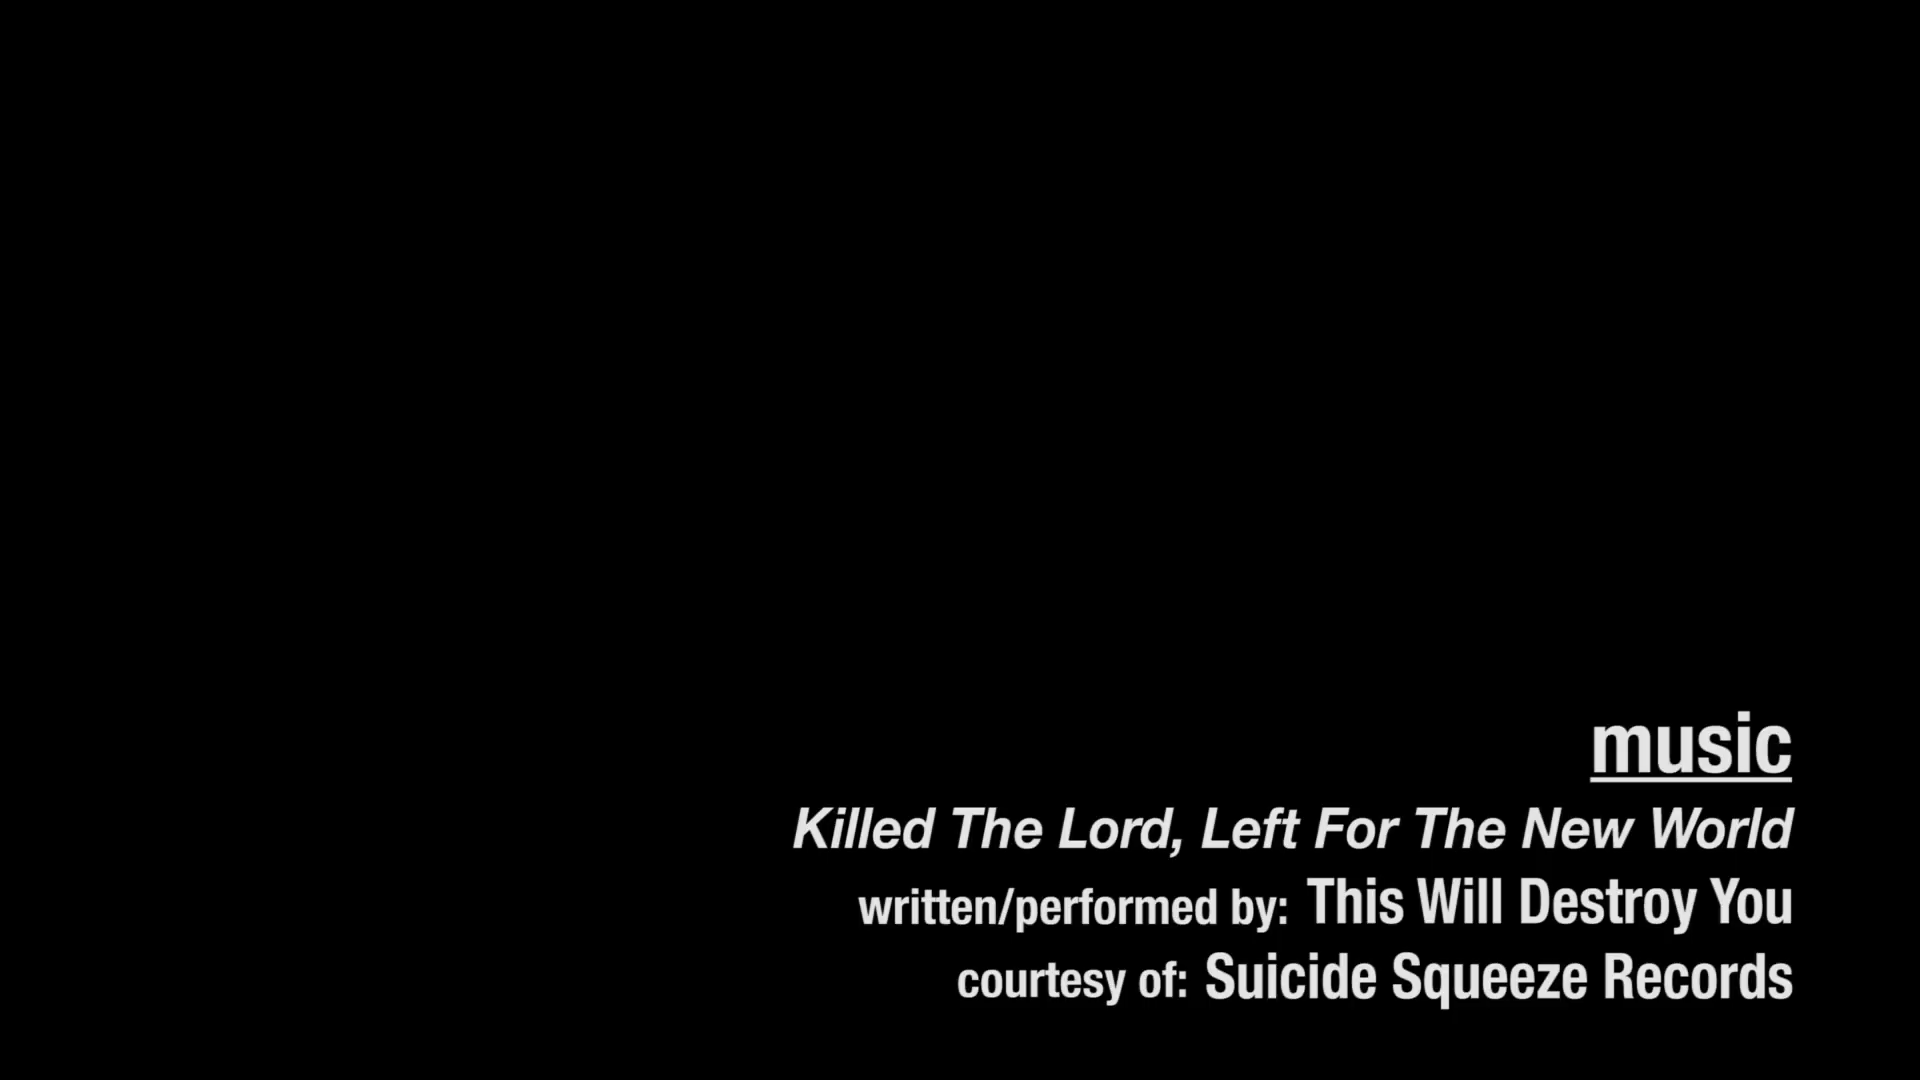 music
Killed The Lord, Left For The New World
written/performed by: This Will Destroy You
courtesy of: Suicide Squeeze Records